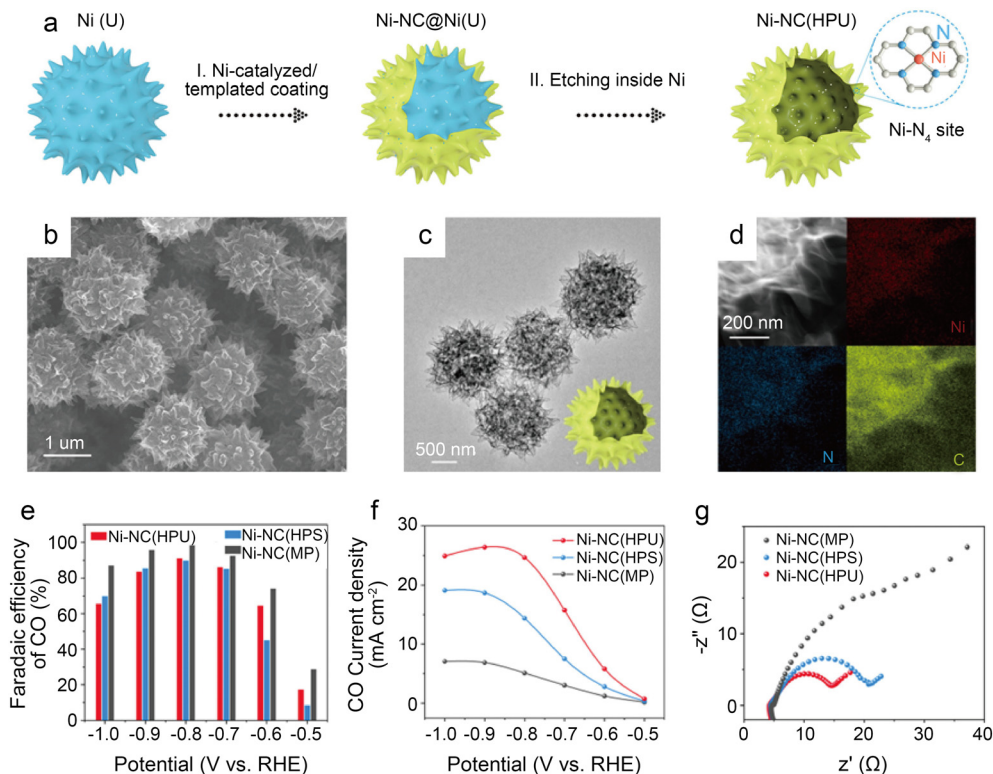 a
Ni (U)
I. Ni-catalyzed/
templated coating
Ni-NC@Ni(U)
II. Etching inside Ni
Ni-NC(HPU)
N
Ni
Ni-N₄ site
b
1 um
c
500 nm
d
200 nm
Ni
N
C
e
Faradaic efficiency
of CO (%)
100
80
60
40
20
0
Ni-NC(HPU)
Ni-NC(HPS)
Ni-NC(MP)
-1.0 -0.9 -0.8 -0.7 -0.6 -0.5
Potential (V vs. RHE)
f
CO Current density
(mA cm⁻²)
30
20
10
0
Ni-NC(HPU)
Ni-NC(HPS)
Ni-NC(MP)
-1.0 -0.9 -0.8 -0.7 -0.6 -0.5
Potential (V vs. RHE)
g
-z" (Ω)
20
10
0
Ni-NC(MP)
Ni-NC(HPS)
Ni-NC(HPU)
0 10 20 30 40
z' (Ω)